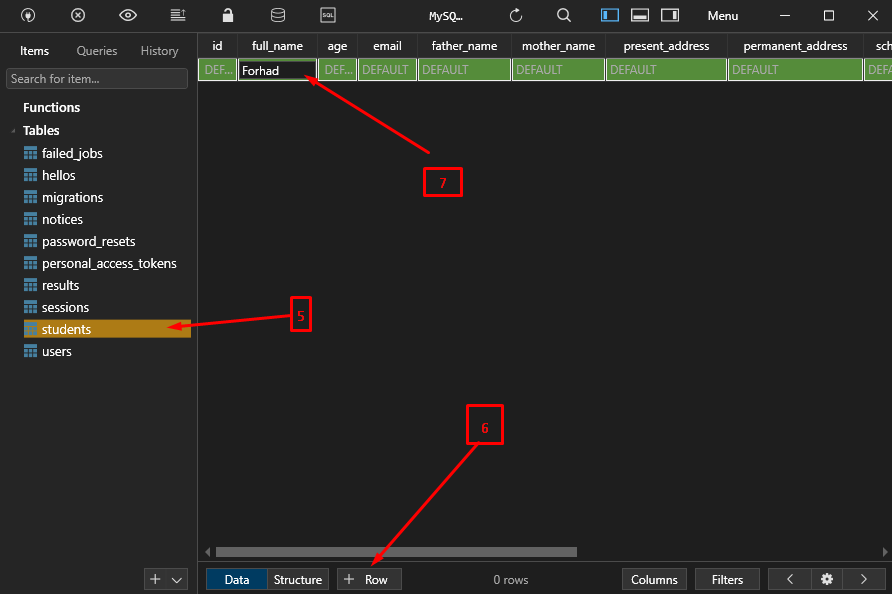 SQL MySQ... Menu
Items Queries History
Search for item...
Functions
Tables
failed_jobs
hellos
migrations
notices
password_resets
personal_access_tokens
results
sessions
students
users
id full_name age email father_name mother_name present_address permanent_address sch
DEF... Forhad DEF... DEFAULT DEFAULT DEFAULT DEFAULT DEFAULT DEFA
7
5
6
Data Structure + Row 0 rows Columns Filters